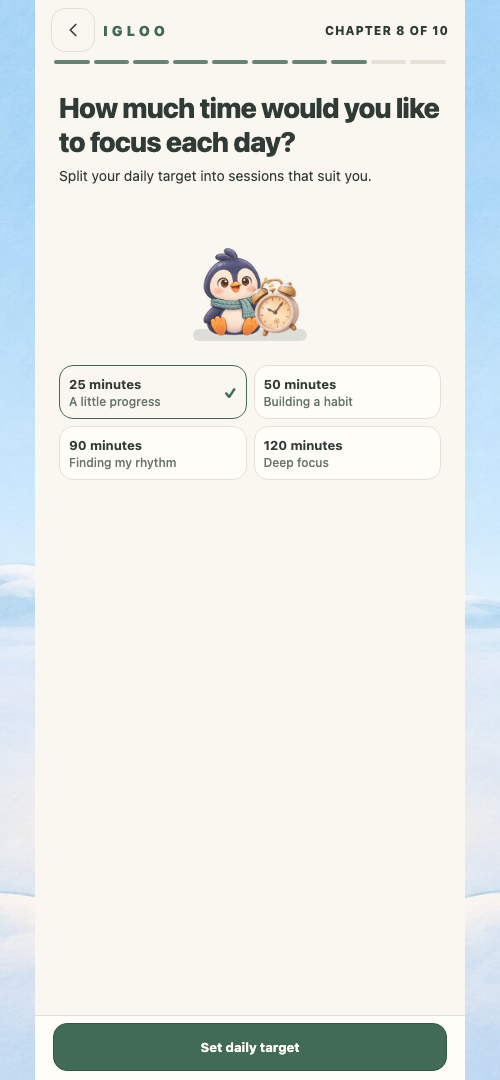 IGLOO
CHAPTER 8 OF 10
How much time would you like
to focus each day?
Split your daily target into sessions that suit you.
25 minutes
A little progress
50 minutes
Building a habit
90 minutes
Finding my rhythm
120 minutes
Deep focus
Set daily target